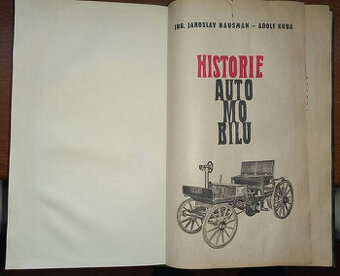 ING. JAROSLAV HAUSMAN – ADOLF KUBA
HISTORIE
AUTO
MO
BILU